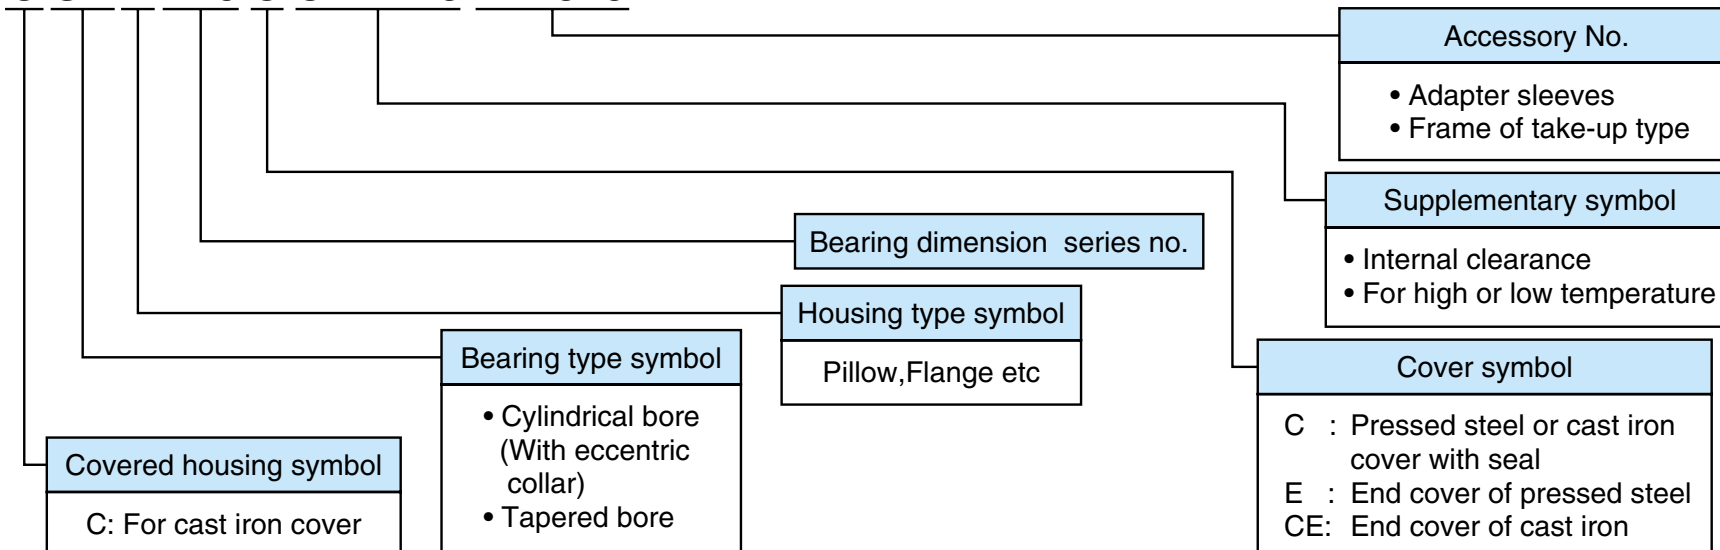 Accessory No.
• Adapter sleeves
• Frame of take-up type
Supplementary symbol
• Internal clearance
• For high or low temperature
Bearing dimension series no.
Housing type symbol
Pillow,Flange etc
Bearing type symbol
• Cylindrical bore
(With eccentric
collar)
• Tapered bore
Cover symbol
C : Pressed steel or cast iron
cover with seal
E : End cover of pressed steel
CE: End cover of cast iron
Covered housing symbol
C: For cast iron cover